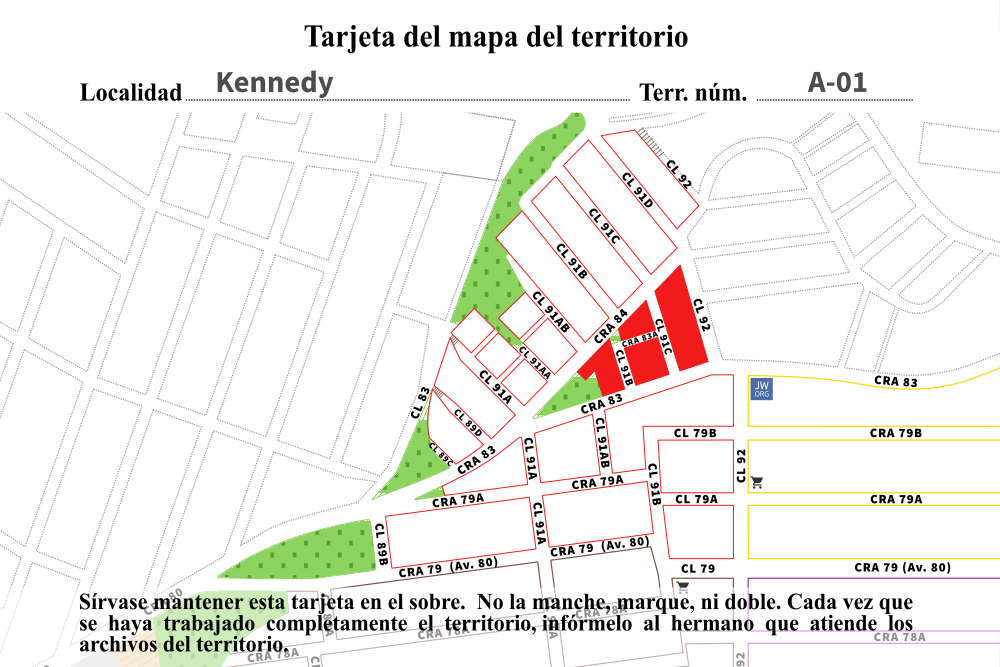 Tarjeta del mapa del territorio
Localidad Kennedy Terr. núm. A-01
CL 92
CL 91D
CL 91C
CL 91B
CL 91AB
CRA 84
CL 92
CL 91C
CRA 83A
CL 91B
CL 91AA
CL 91A
CRA 83
CRA 83
JW
.ORG
CL 83
CL 89D
CL 89C
CRA 83
CL 91A
CL 91AB
CL 79B
CRA 79B
CL 92
CL 91B
CRA 79A
CRA 79A
CL 79A
CRA 79A
CL 91A
CL 89B
CRA 79 (Av. 80)
CRA 79 (Av. 80)
CL 79
CRA 79 (Av. 80)
Sírvase mantener esta tarjeta en el sobre. No la manche, marque, ni doble. Cada vez que
se haya trabajado completamente el territorio, infórmelo al hermano que atiende los
archivos del territorio.
CRA 78A
CRA 78A
CRA 78A
CRA 78A